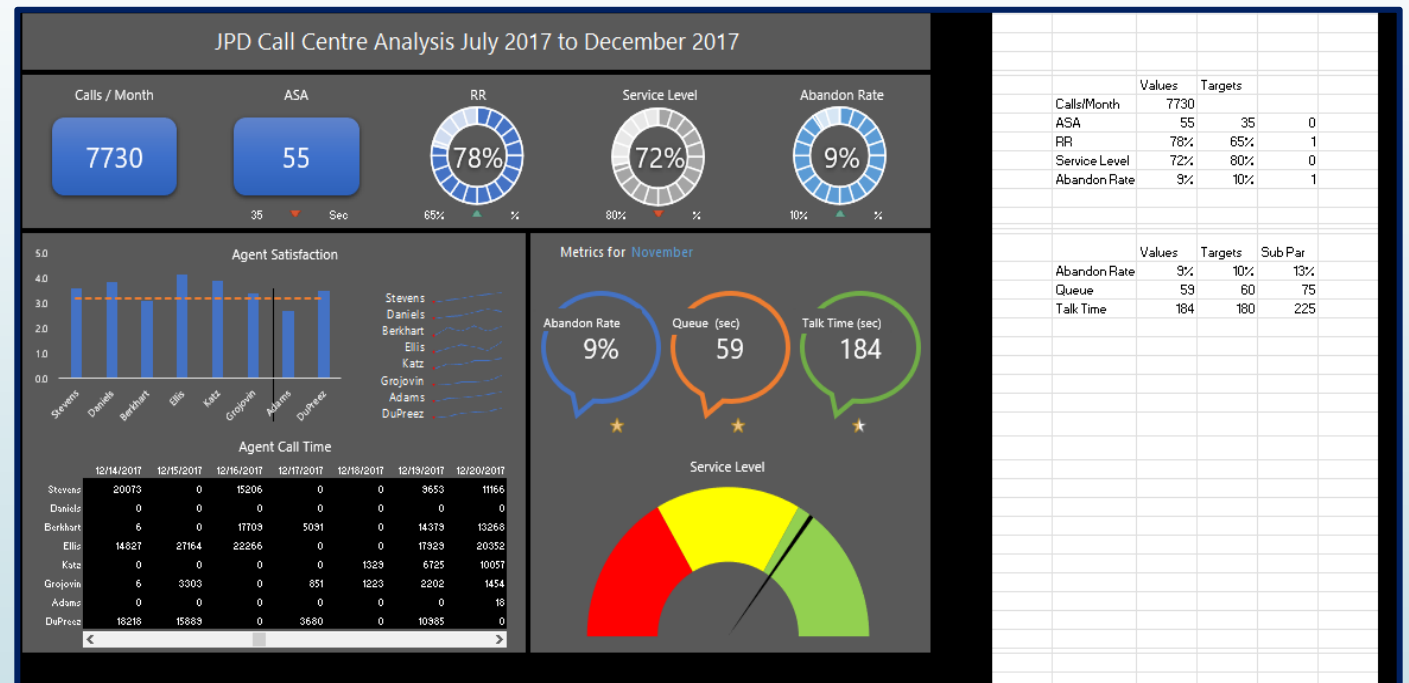 JPD Call Centre Analysis July 2017 to December 2017
Calls / Month
ASA
RR
Service Level
Abandon Rate
7730
55
78%
72%
9%
35 Sec
65% %
80% %
10% %
Agent Satisfaction
5.0
4.0
3.0
2.0
1.0
0.0
Stevens
Daniels
Berkhart
Ellis
Katz
Grojovin
Adams
DuPreez
Stevens
Daniels
Berkhart
Ellis
Katz
Grojovin
Adams
DuPreez
Agent Call Time
12/14/2017 12/15/2017 12/16/2017 12/17/2017 12/18/2017 12/19/2017 12/20/2017
Stevens 20073 0 15206 0 0 9653 11166
Daniels 0 0 0 0 0 0 0
Berkhart 6 0 17709 5091 0 14379 13268
Ellis 14827 27164 22266 0 0 17929 20352
Katz 0 0 0 0 1329 6725 10057
Grojovin 6 3303 0 851 1223 2202 1454
Adams 0 0 0 0 0 0 18
DuPreez 18218 15889 0 3680 0 10985 0
Metrics for November
Abandon Rate
9%
Queue (sec)
59
Talk Time (sec)
184
Service Level
Values Targets
Calls/Month 7730
ASA 55 35 0
RR 78% 65% 1
Service Level 72% 80% 0
Abandon Rate 9% 10% 1
Values Targets Sub Par
Abandon Rate 9% 10% 13%
Queue 59 60 75
Talk Time 184 180 225